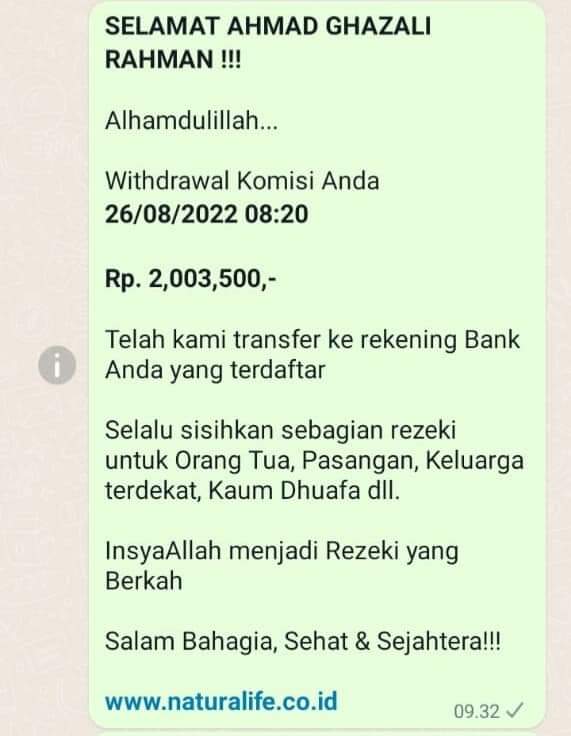 SELAMAT AHMAD GHAZALI
RAHMAN !!!
Alhamdulillah...
Withdrawal Komisi Anda
26/08/2022 08:20
Rp. 2,003,500,-
Telah kami transfer ke rekening Bank
Anda yang terdaftar
Selalu sisihkan sebagian rezeki
untuk Orang Tua, Pasangan, Keluarga
terdekat, Kaum Dhuafa dll.
InsyaAllah menjadi Rezeki yang
Berkah
Salam Bahagia, Sehat & Sejahtera!!!
www.naturalife.co.id
09.32